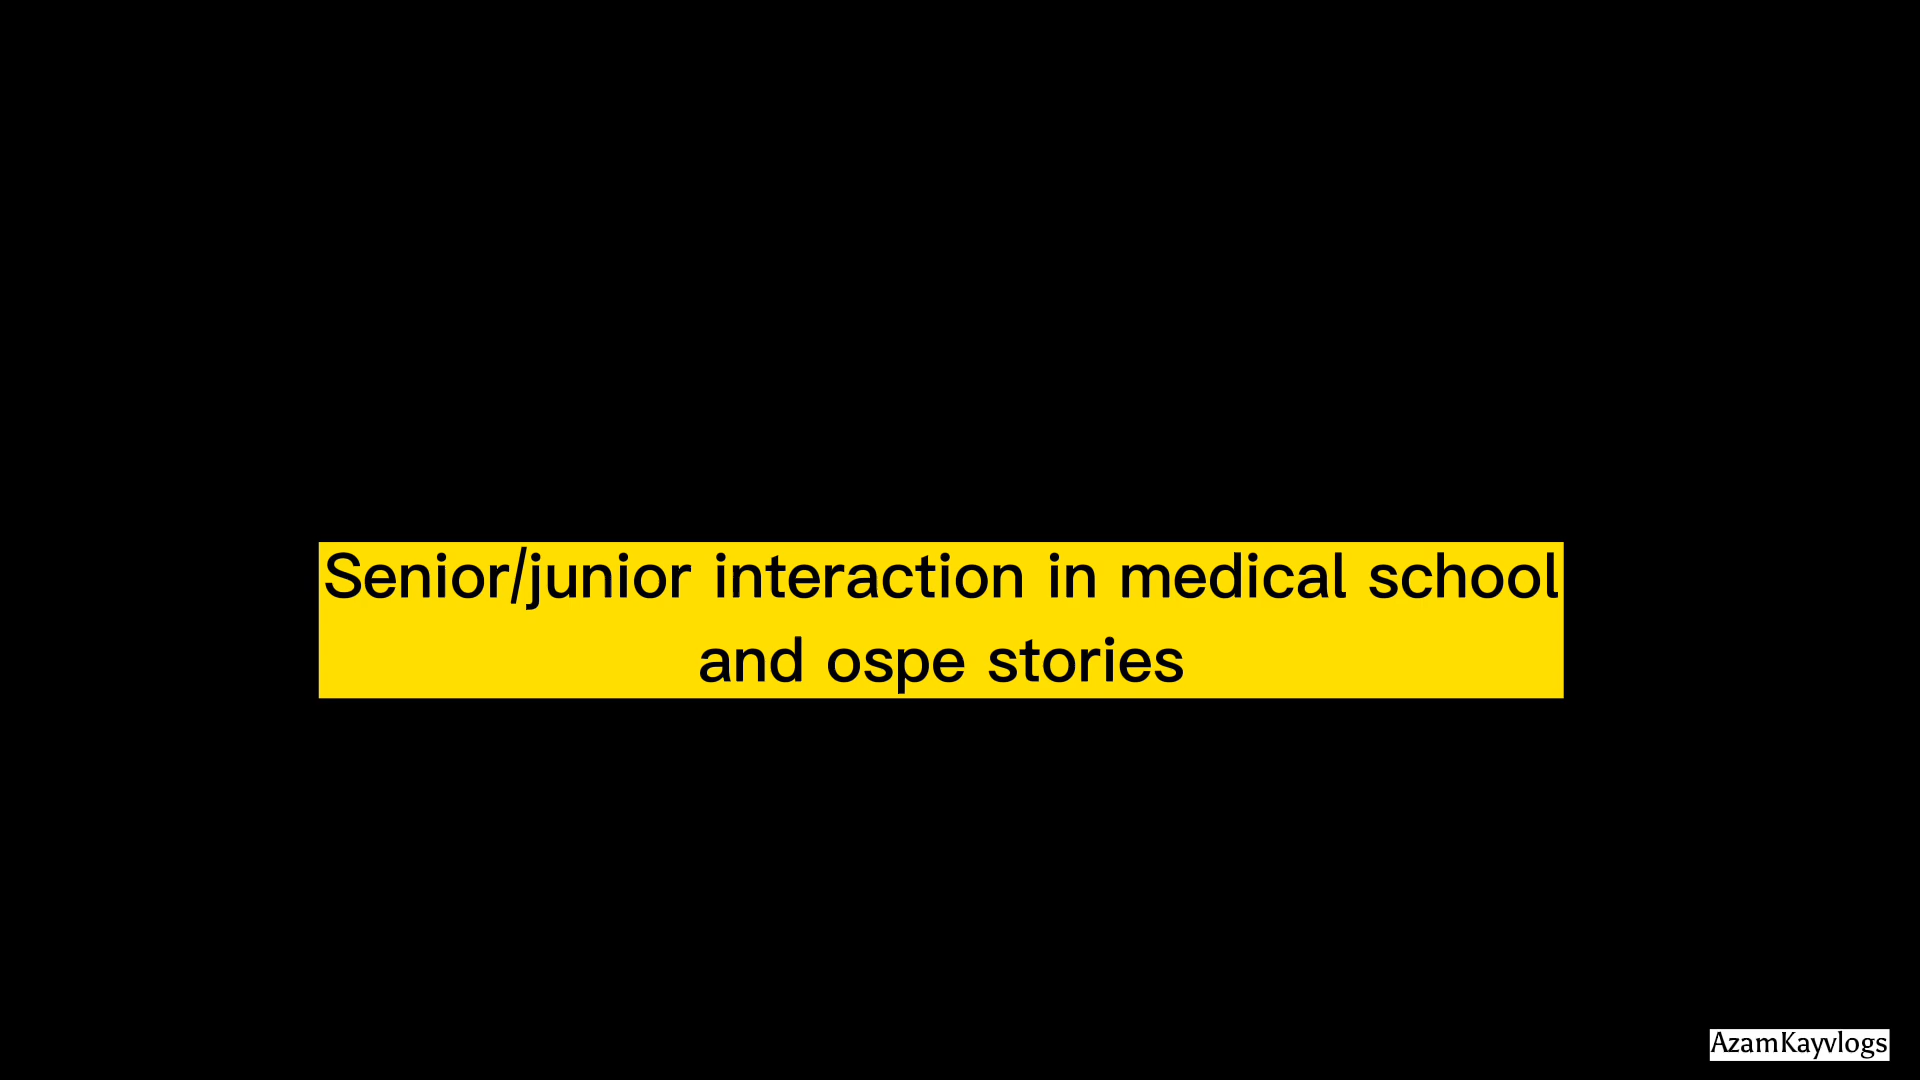 Senior/junior interaction in medical school
and ospe stories
AzamKayvlogs